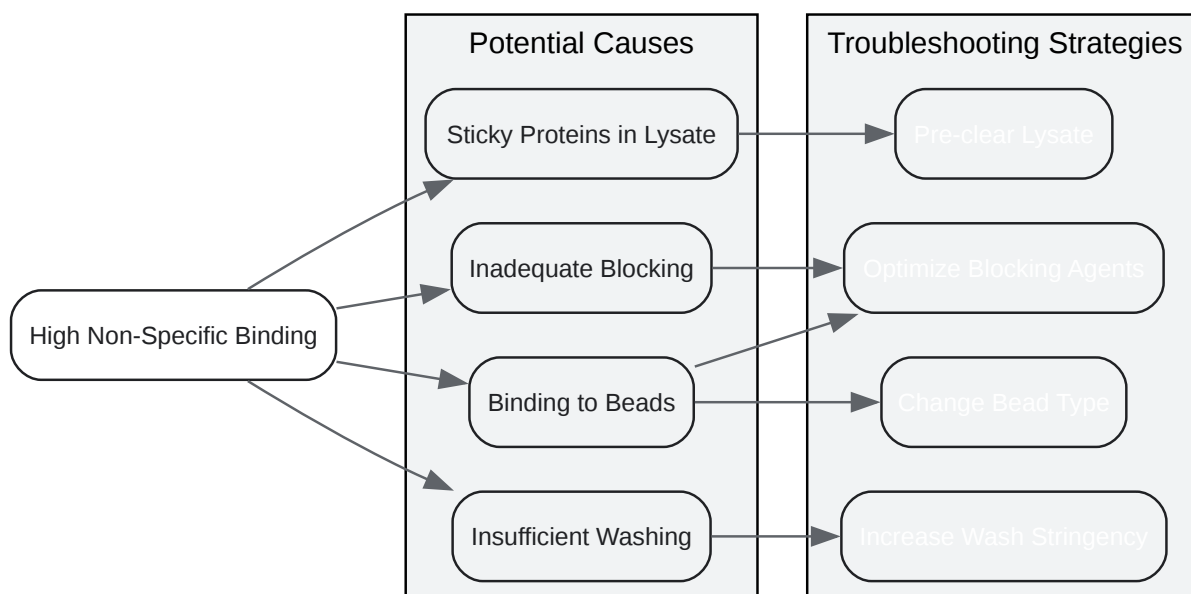 Potential Causes
Troubleshooting Strategies
Sticky Proteins in Lysate
Pre-clear Lysate
Inadequate Blocking
Optimize Blocking Agents
High Non-Specific Binding
Binding to Beads
Change Bead Type
Insufficient Washing
Increase Wash Stringency